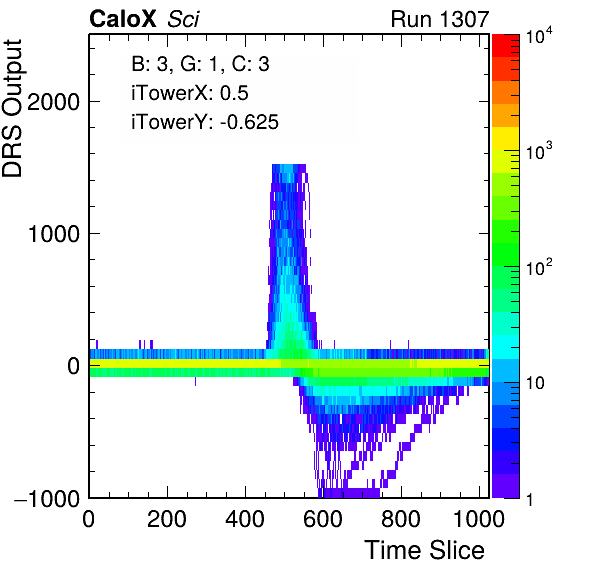 CaloX Sci Run 1307
DRS Output
B: 3, G: 1, C: 3
iTowerX: 0.5
iTowerY: -0.625
2000
1000
0
−1000
0 200 400 600 800 1000
Time Slice
10^4
10^3
10^2
10
1